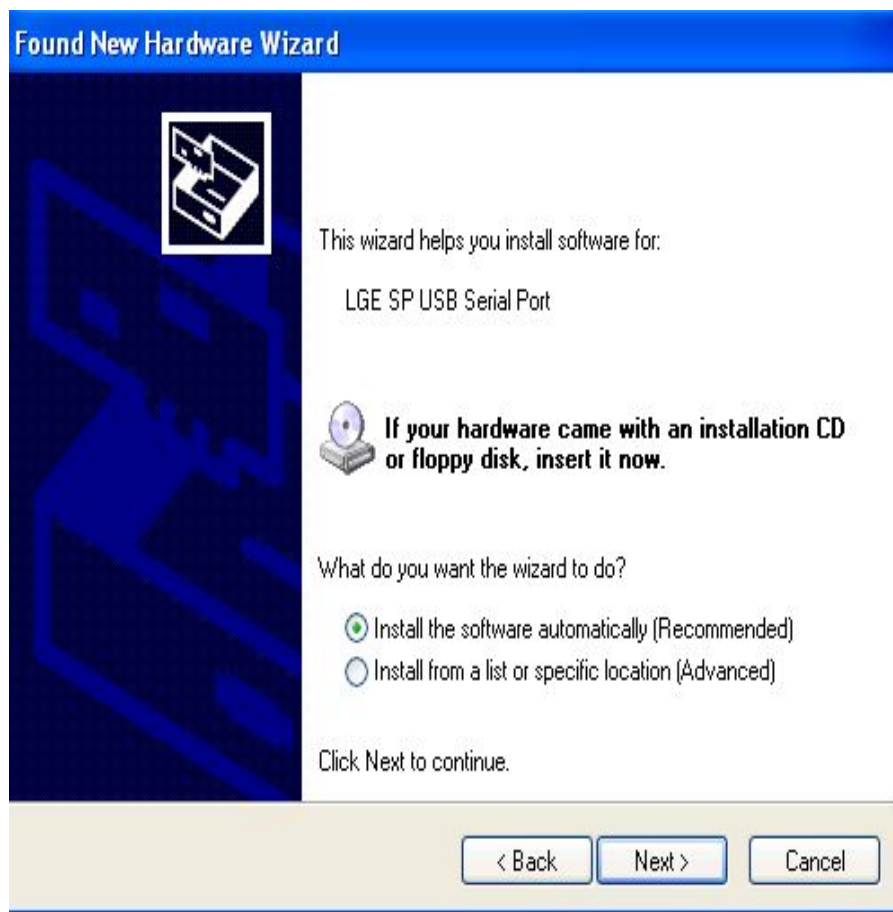 Found New Hardware Wizard
This wizard helps you install software for:
LGE SP USB Serial Port
If your hardware came with an installation CD
or floppy disk, insert it now.
What do you want the wizard to do?
Install the software automatically (Recommended)
Install from a list or specific location (Advanced)
Click Next to continue.
< Back Next > Cancel